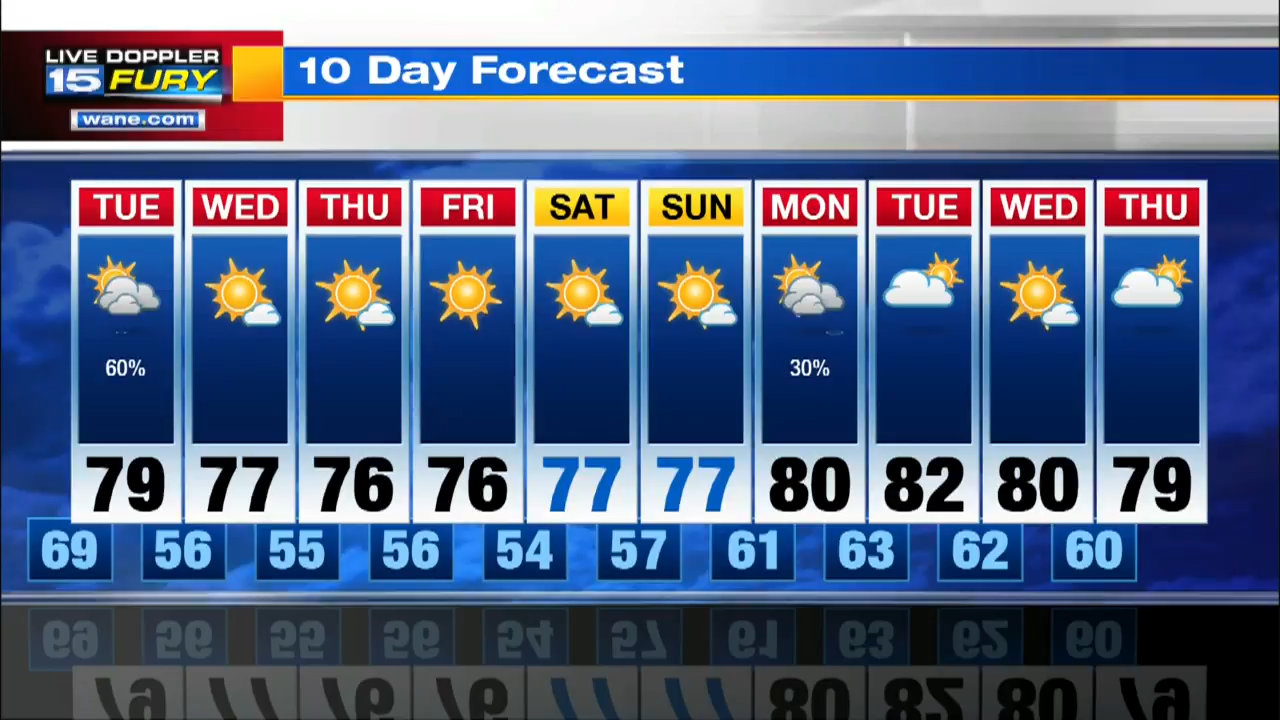 LIVE DOPPLER
15 FURY
wane.com
10 Day Forecast
TUE WED THU FRI SAT SUN MON TUE WED THU
60% 30%
79 77 76 76 77 77 80 82 80 79
69 56 55 56 54 57 61 63 62 60